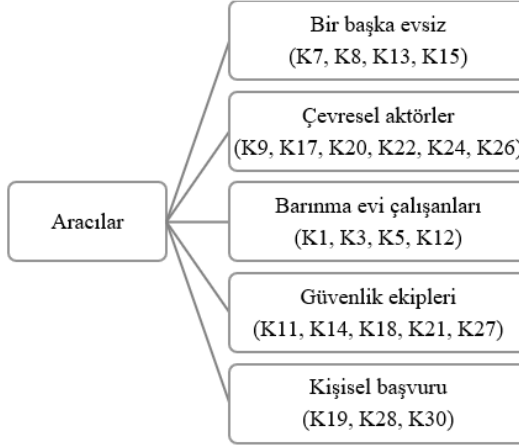 Bir başka evsiz
(K7, K8, K13, K15)
Çevresel aktörler
(K9, K17, K20, K22, K24, K26)
Aracılar
Barınma evi çalışanları
(K1, K3, K5, K12)
Güvenlik ekipleri
(K11, K14, K18, K21, K27)
Kişisel başvuru
(K19, K28, K30)